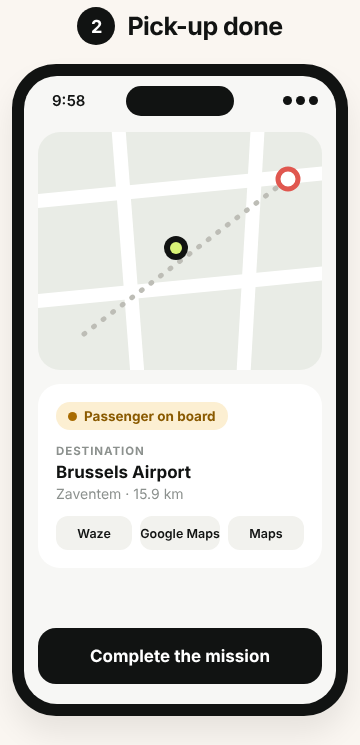 2 Pick-up done
9:58
Passenger on board
DESTINATION
Brussels Airport
Zaventem · 15.9 km
Waze Google Maps Maps
Complete the mission